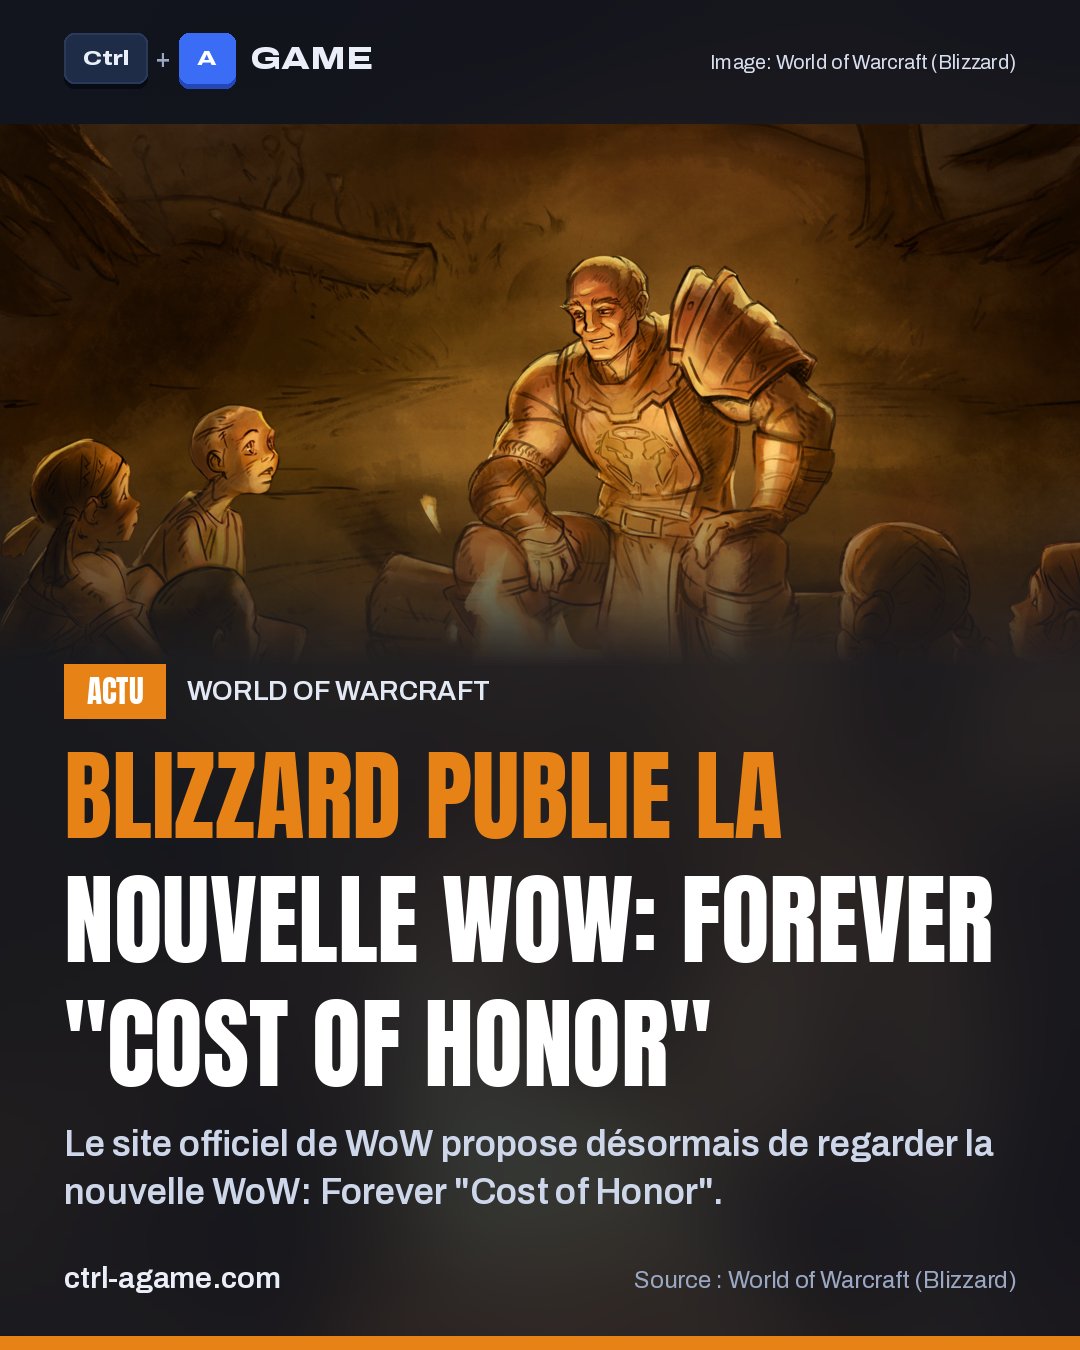 Ctrl + A GAME
Image: World of Warcraft (Blizzard)
ACTU WORLD OF WARCRAFT
BLIZZARD PUBLIE LA
NOUVELLE WOW: FOREVER
"COST OF HONOR"
Le site officiel de WoW propose désormais de regarder la
nouvelle WoW: Forever "Cost of Honor".
ctrl-agame.com
Source : World of Warcraft (Blizzard)